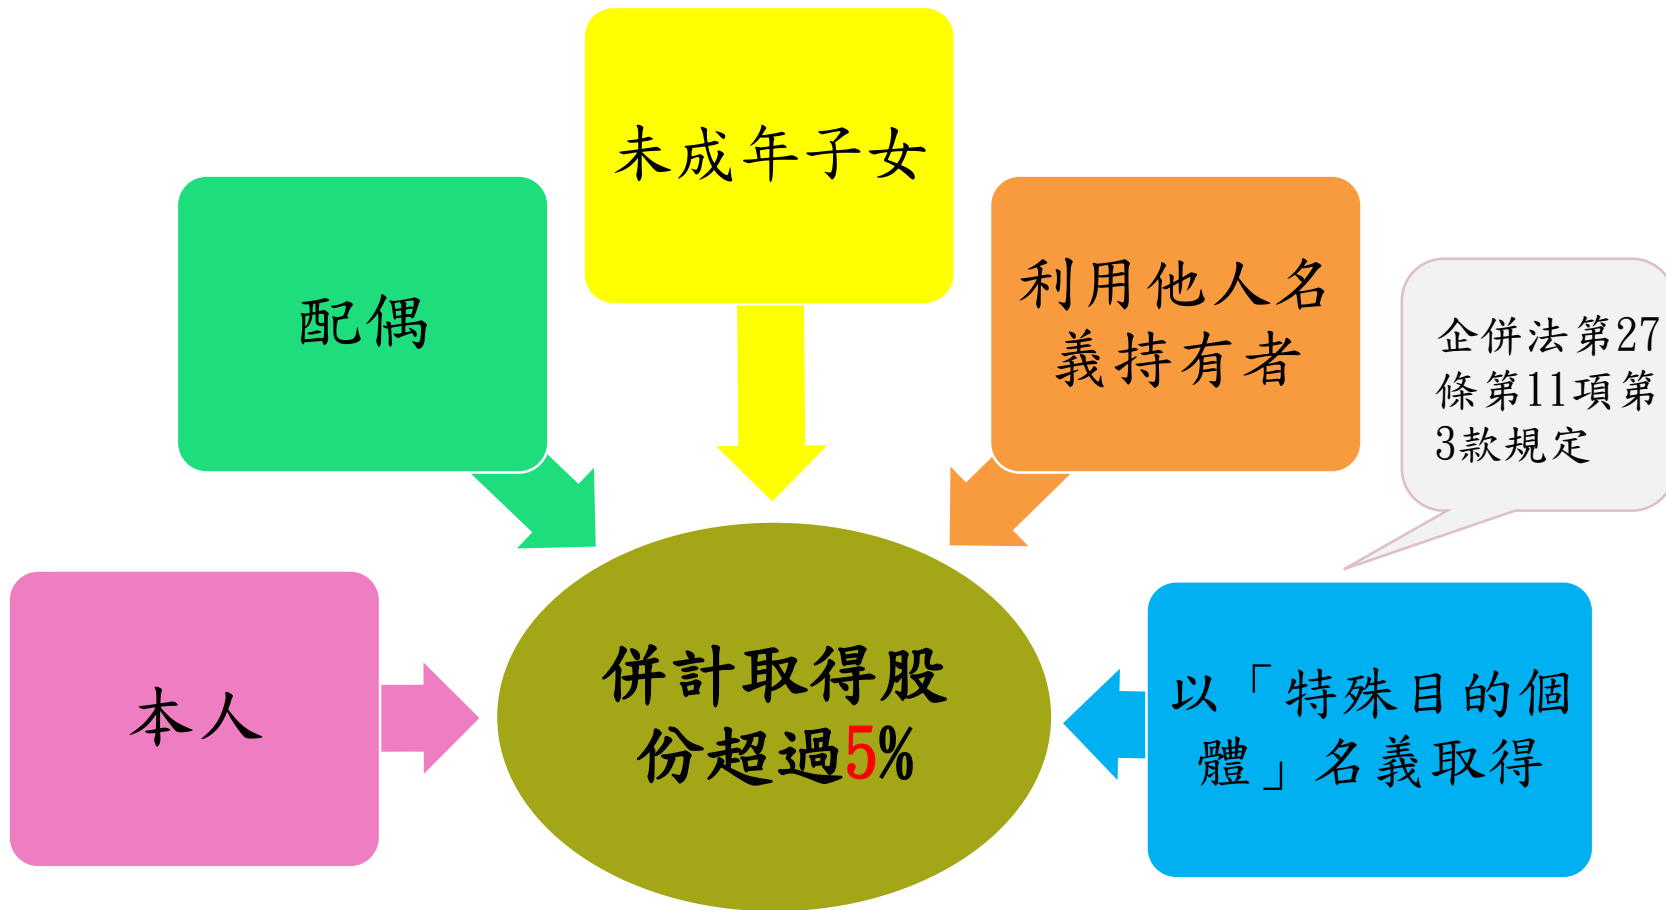 未成年子女
配偶
利用他人名
義持有者
企併法第27
條第11項第
3款規定
本人
併計取得股
份超過5%
以「特殊目的個
體」名義取得